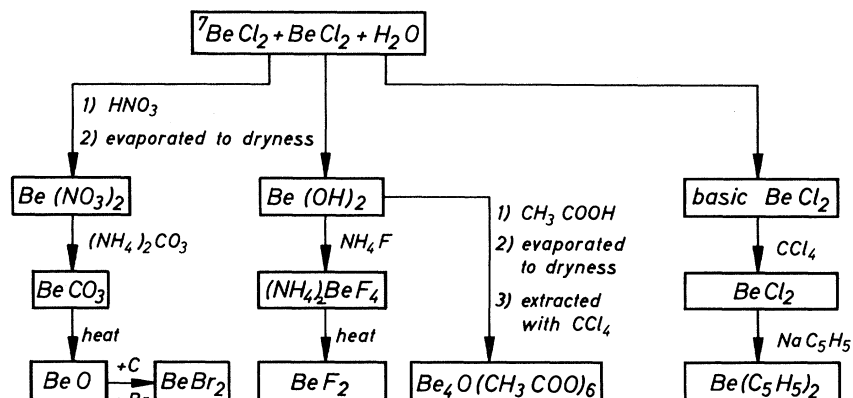 ⁷BeCl₂ + BeCl₂ + H₂O
1) HNO₃
2) evaporated to dryness
Be (NO₃)₂
Be (OH)₂
basic BeCl₂
(NH₄)₂CO₃
NH₄F
1) CH₃COOH
2) evaporated
to dryness
3) extracted
with CCl₄
CCl₄
BeCO₃
(NH₄)₂BeF₄
BeCl₂
heat
heat
NaC₅H₅
BeO
+C
BeBr₂
BeF₂
Be₄O(CH₃COO)₆
Be(C₅H₅)₂